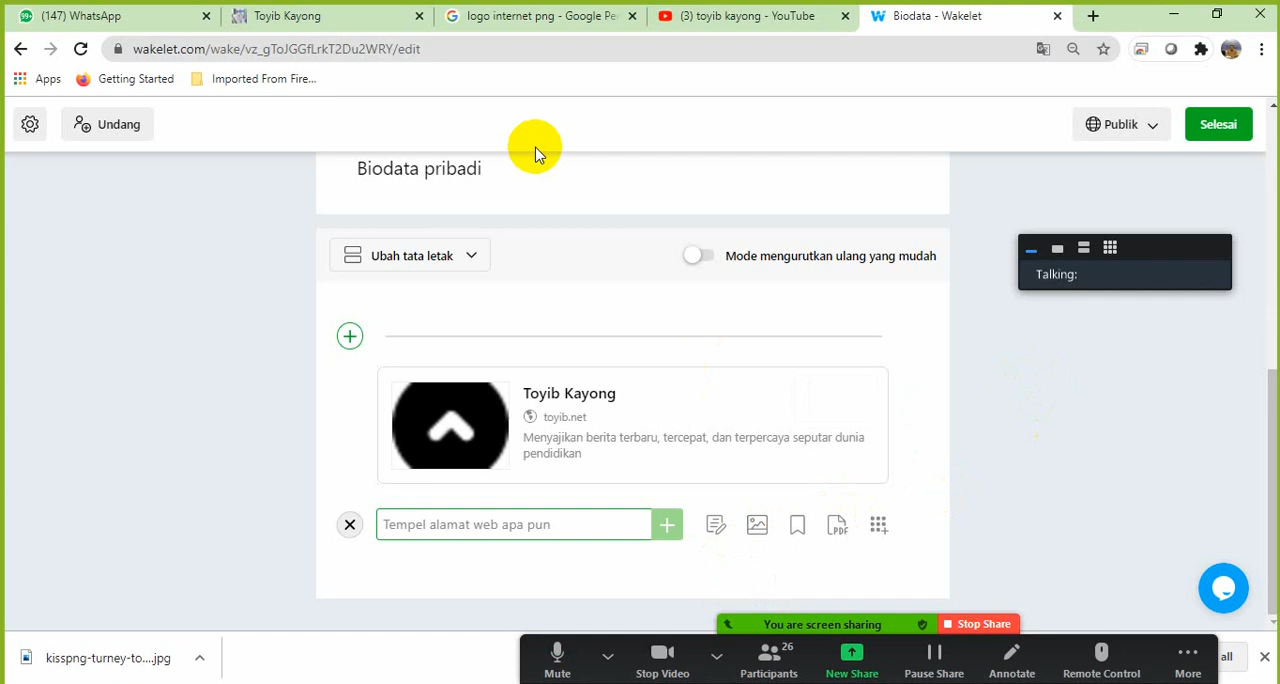 99+ (147) WhatsApp
Toyib Kayong
logo internet png - Google Pe
(3) toyib kayong - YouTube
Biodata - Wakelet
wakelet.com/wake/vz_gToJGGfLrkT2Du2WRY/edit
Apps
Getting Started
Imported From Fire...
Undang
Publik
Selesai
Biodata pribadi
Ubah tata letak
Mode mengurutkan ulang yang mudah
Talking:
Toyib Kayong
toyib.net
Menyajikan berita terbaru, tercepat, dan terpercaya seputar dunia
pendidikan
Tempel alamat web apa pun
PDF
You are screen sharing
Stop Share
kisspng-turney-to....jpg
Mute
Stop Video
26
Participants
New Share
Pause Share
Annotate
Remote Control
More
all